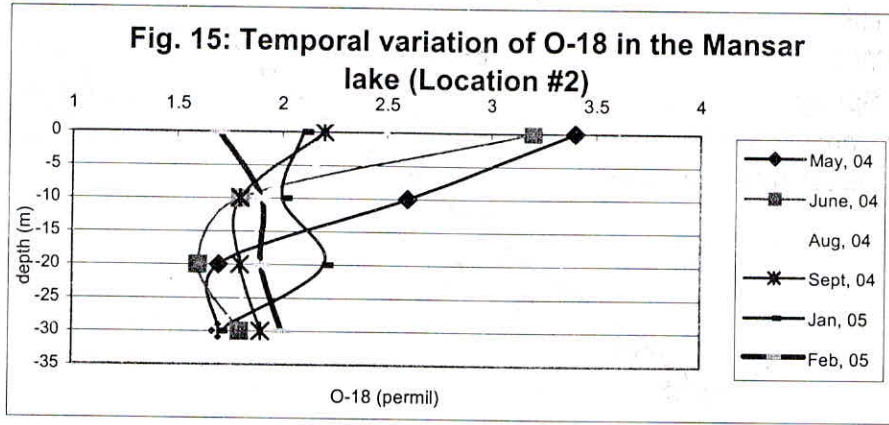 Fig. 15: Temporal variation of O-18 in the Mansar
lake (Location #2)
1 1.5 2 2.5 3 3.5 4
0
-5
-10
-15
-20
-25
-30
-35
depth (m)
O-18 (permil)
May, 04
June, 04
Aug, 04
Sept, 04
Jan, 05
Feb, 05